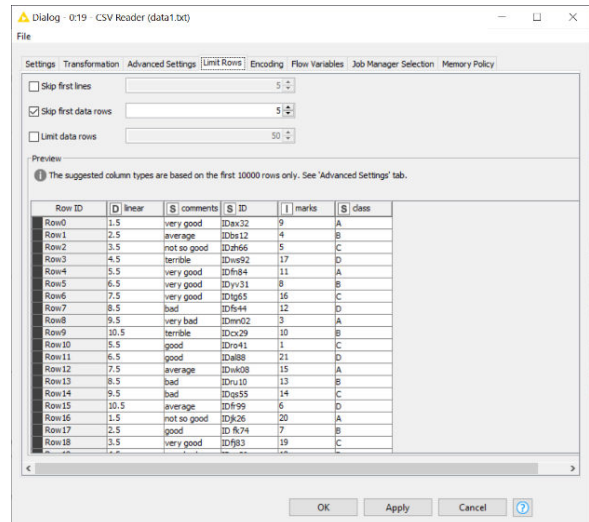 Dialog - 0:19 - CSV Reader (data1.txt)
File
Settings Transformation Advanced Settings Limit Rows Encoding Flow Variables Job Manager Selection Memory Policy
Skip first lines 5
Skip first data rows 5
Limit data rows 50
Preview
The suggested column types are based on the first 10000 rows only. See 'Advanced Settings' tab.
Row ID D linear S comments S ID I marks S class
Row0 1.5 very good IDax32 9 A
Row1 2.5 average IDbs12 4 B
Row2 3.5 not so good IDzh66 5 C
Row3 4.5 terrible IDws92 17 D
Row4 5.5 very good IDfn84 11 A
Row5 6.5 very good IDyv31 8 B
Row6 7.5 very good IDtg65 16 C
Row7 8.5 bad IDfs44 12 D
Row8 9.5 very bad IDmn02 3 A
Row9 10.5 terrible IDcx29 10 B
Row10 5.5 good IDro41 1 C
Row11 6.5 good IDal88 21 D
Row12 7.5 average IDwk08 15 A
Row13 8.5 bad IDru10 13 B
Row14 9.5 bad IDqs55 14 C
Row15 10.5 average IDfr99 6 D
Row16 1.5 not so good IDjk26 20 A
Row17 2.5 good ID fk74 7 B
Row18 3.5 very good IDfj83 19 C
OK Apply Cancel ?